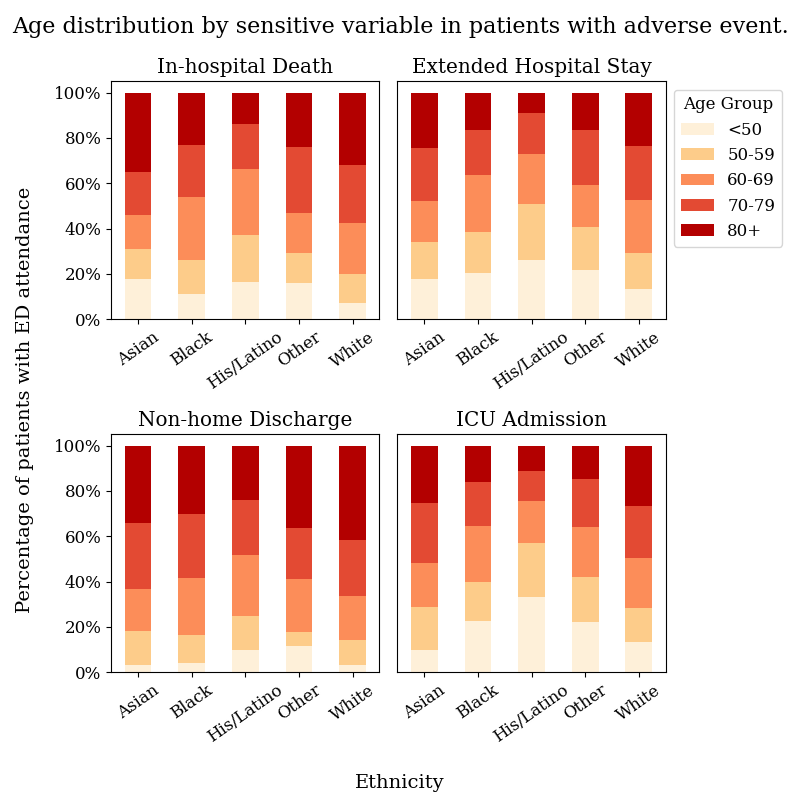 Age distribution by sensitive variable in patients with adverse event.
In-hospital Death
Extended Hospital Stay
100%
80%
60%
40%
20%
0%
Asian
Black
His/Latino
Other
White
Asian
Black
His/Latino
Other
White
Age Group
<50
50-59
60-69
70-79
80+
Percentage of patients with ED attendance
Non-home Discharge
ICU Admission
100%
80%
60%
40%
20%
0%
Asian
Black
His/Latino
Other
White
Asian
Black
His/Latino
Other
White
Ethnicity